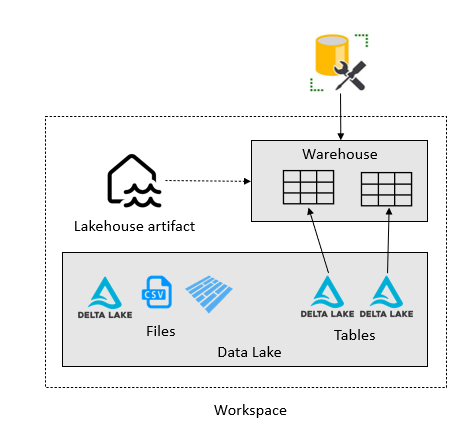 Warehouse
Lakehouse artifact
DELTA LAKE
CSV
DELTA LAKE
DELTA LAKE
Files
Tables
Data Lake
Workspace